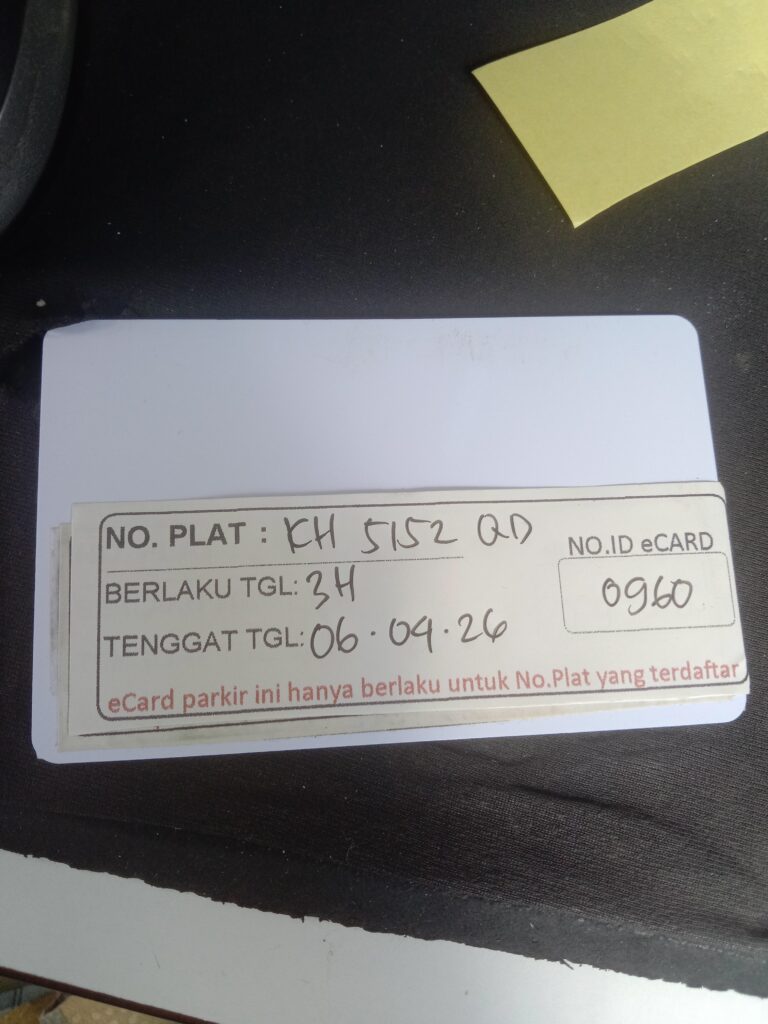 NO. PLAT : KH 5152 QD
NO.ID eCARD
BERLAKU TGL: 3H
0960
TENGGAT TGL: 06.09.26
eCard parkir ini hanya berlaku untuk No.Plat yang terdaftar